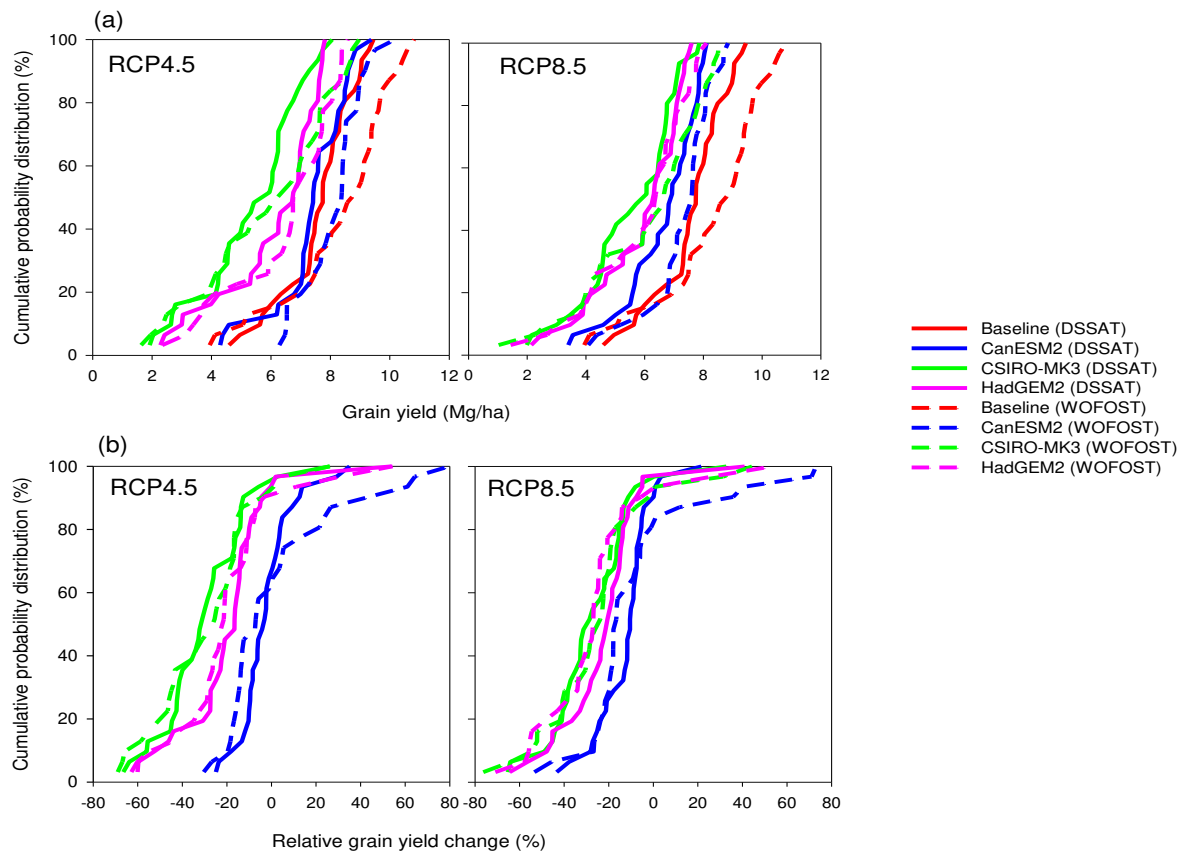 (a)
Cumulative probability distribution (%)
100
80
60
40
20
0
RCP4.5
0 2 4 6 8 10 12
RCP8.5
0 2 4 6 8 10 12
Grain yield (Mg/ha)
Baseline (DSSAT)
CanESM2 (DSSAT)
CSIRO-MK3 (DSSAT)
HadGEM2 (DSSAT)
Baseline (WOFOST)
CanESM2 (WOFOST)
CSIRO-MK3 (WOFOST)
HadGEM2 (WOFOST)
(b)
Cumulative probability distribution (%)
100
80
60
40
20
0
RCP4.5
-80 -60 -40 -20 0 20 40 60 80
RCP8.5
-80 -60 -40 -20 0 20 40 60 80
Relative grain yield change (%)